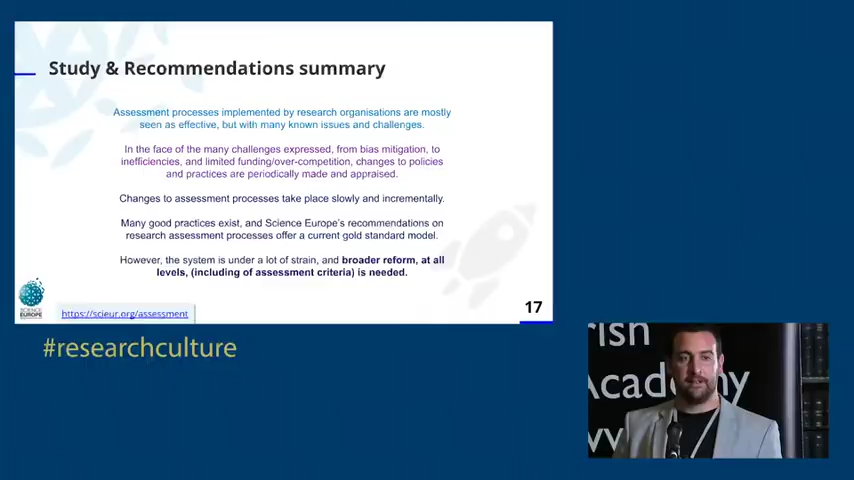 Study & Recommendations summary
Assessment processes implemented by research organisations are mostly
seen as effective, but with many known issues and challenges.
In the face of the many challenges expressed, from bias mitigation, to
inefficiencies, and limited funding/over-competition, changes to policies
and practices are periodically made and appraised.
Changes to assessment processes take place slowly and incrementally.
Many good practices exist, and Science Europe's recommendations on
research assessment processes offer a current gold standard model.
However, the system is under a lot of strain, and broader reform, at all
levels, (including of assessment criteria) is needed.
SCIENCE
EUROPE
https://scieur.org/assessment
17
#researchculture
rish
Acade my